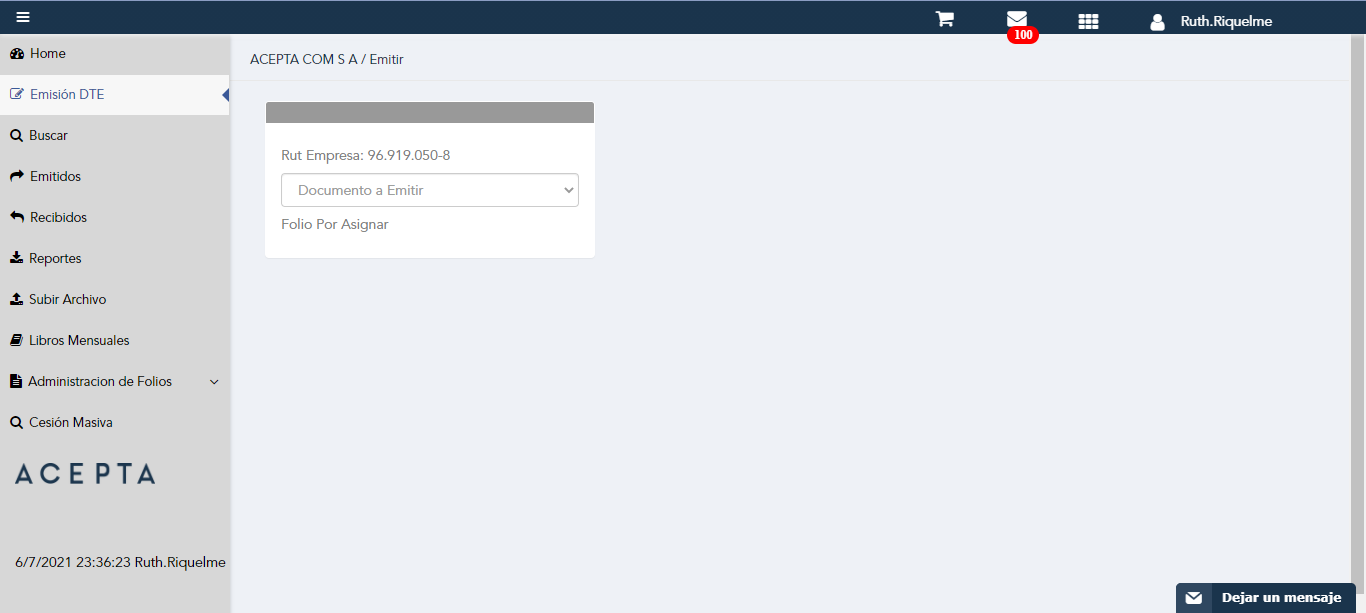 100
Ruth.Riquelme
Home
Emisión DTE
Buscar
Emitidos
Recibidos
Reportes
Subir Archivo
Libros Mensuales
Administracion de Folios
Cesión Masiva
ACEPTA
6/7/2021 23:36:23 Ruth.Riquelme
ACEPTA COM S A / Emitir
Rut Empresa: 96.919.050-8
Documento a Emitir
Folio Por Asignar
Dejar un mensaje